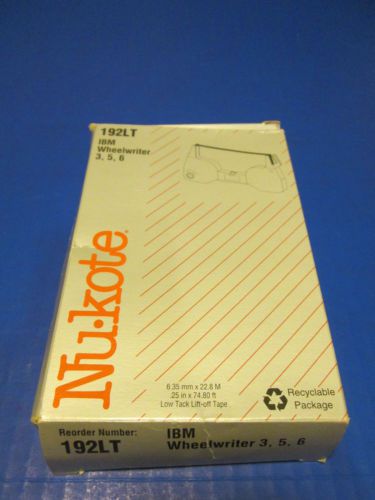 192LT
IBM
Wheelwriter
3, 5, 6
Nu·kote®
6.35 mm x 22.8 M
.25 in x 74.80 ft
Low Tack Lift-off Tape
Recyclable
Package
Reorder Number:
192LT
IBM
Wheelwriter 3, 5, 6